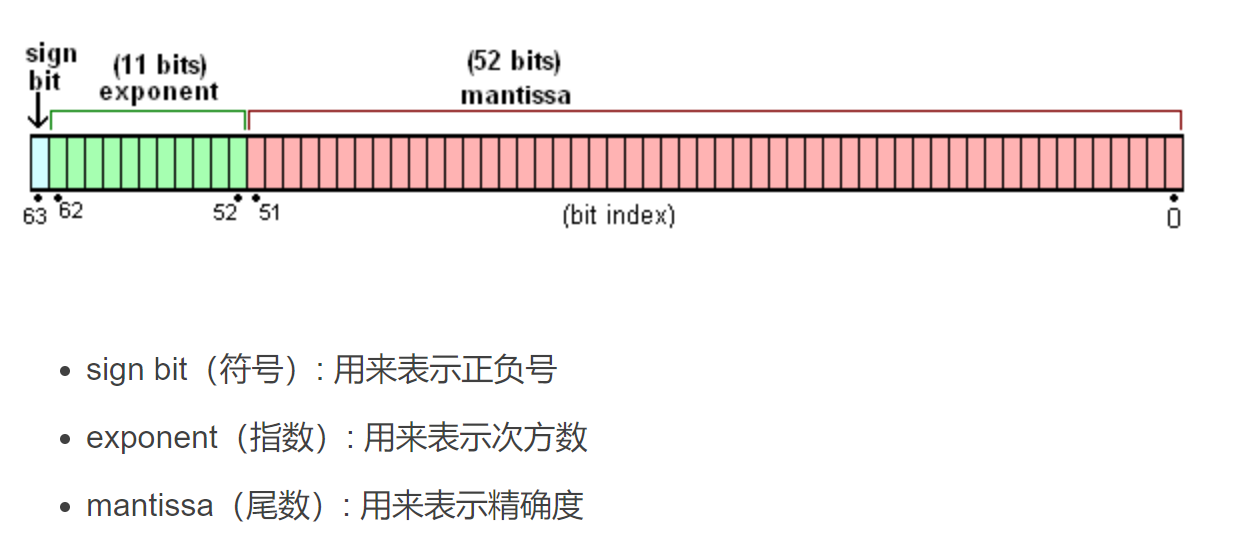 sign
bit
(11 bits)
exponent
(52 bits)
mantissa
63 62 52 51 (bit index) 0
sign bit（符号）: 用来表示正负号
exponent（指数）: 用来表示次方数
mantissa（尾数）: 用来表示精确度